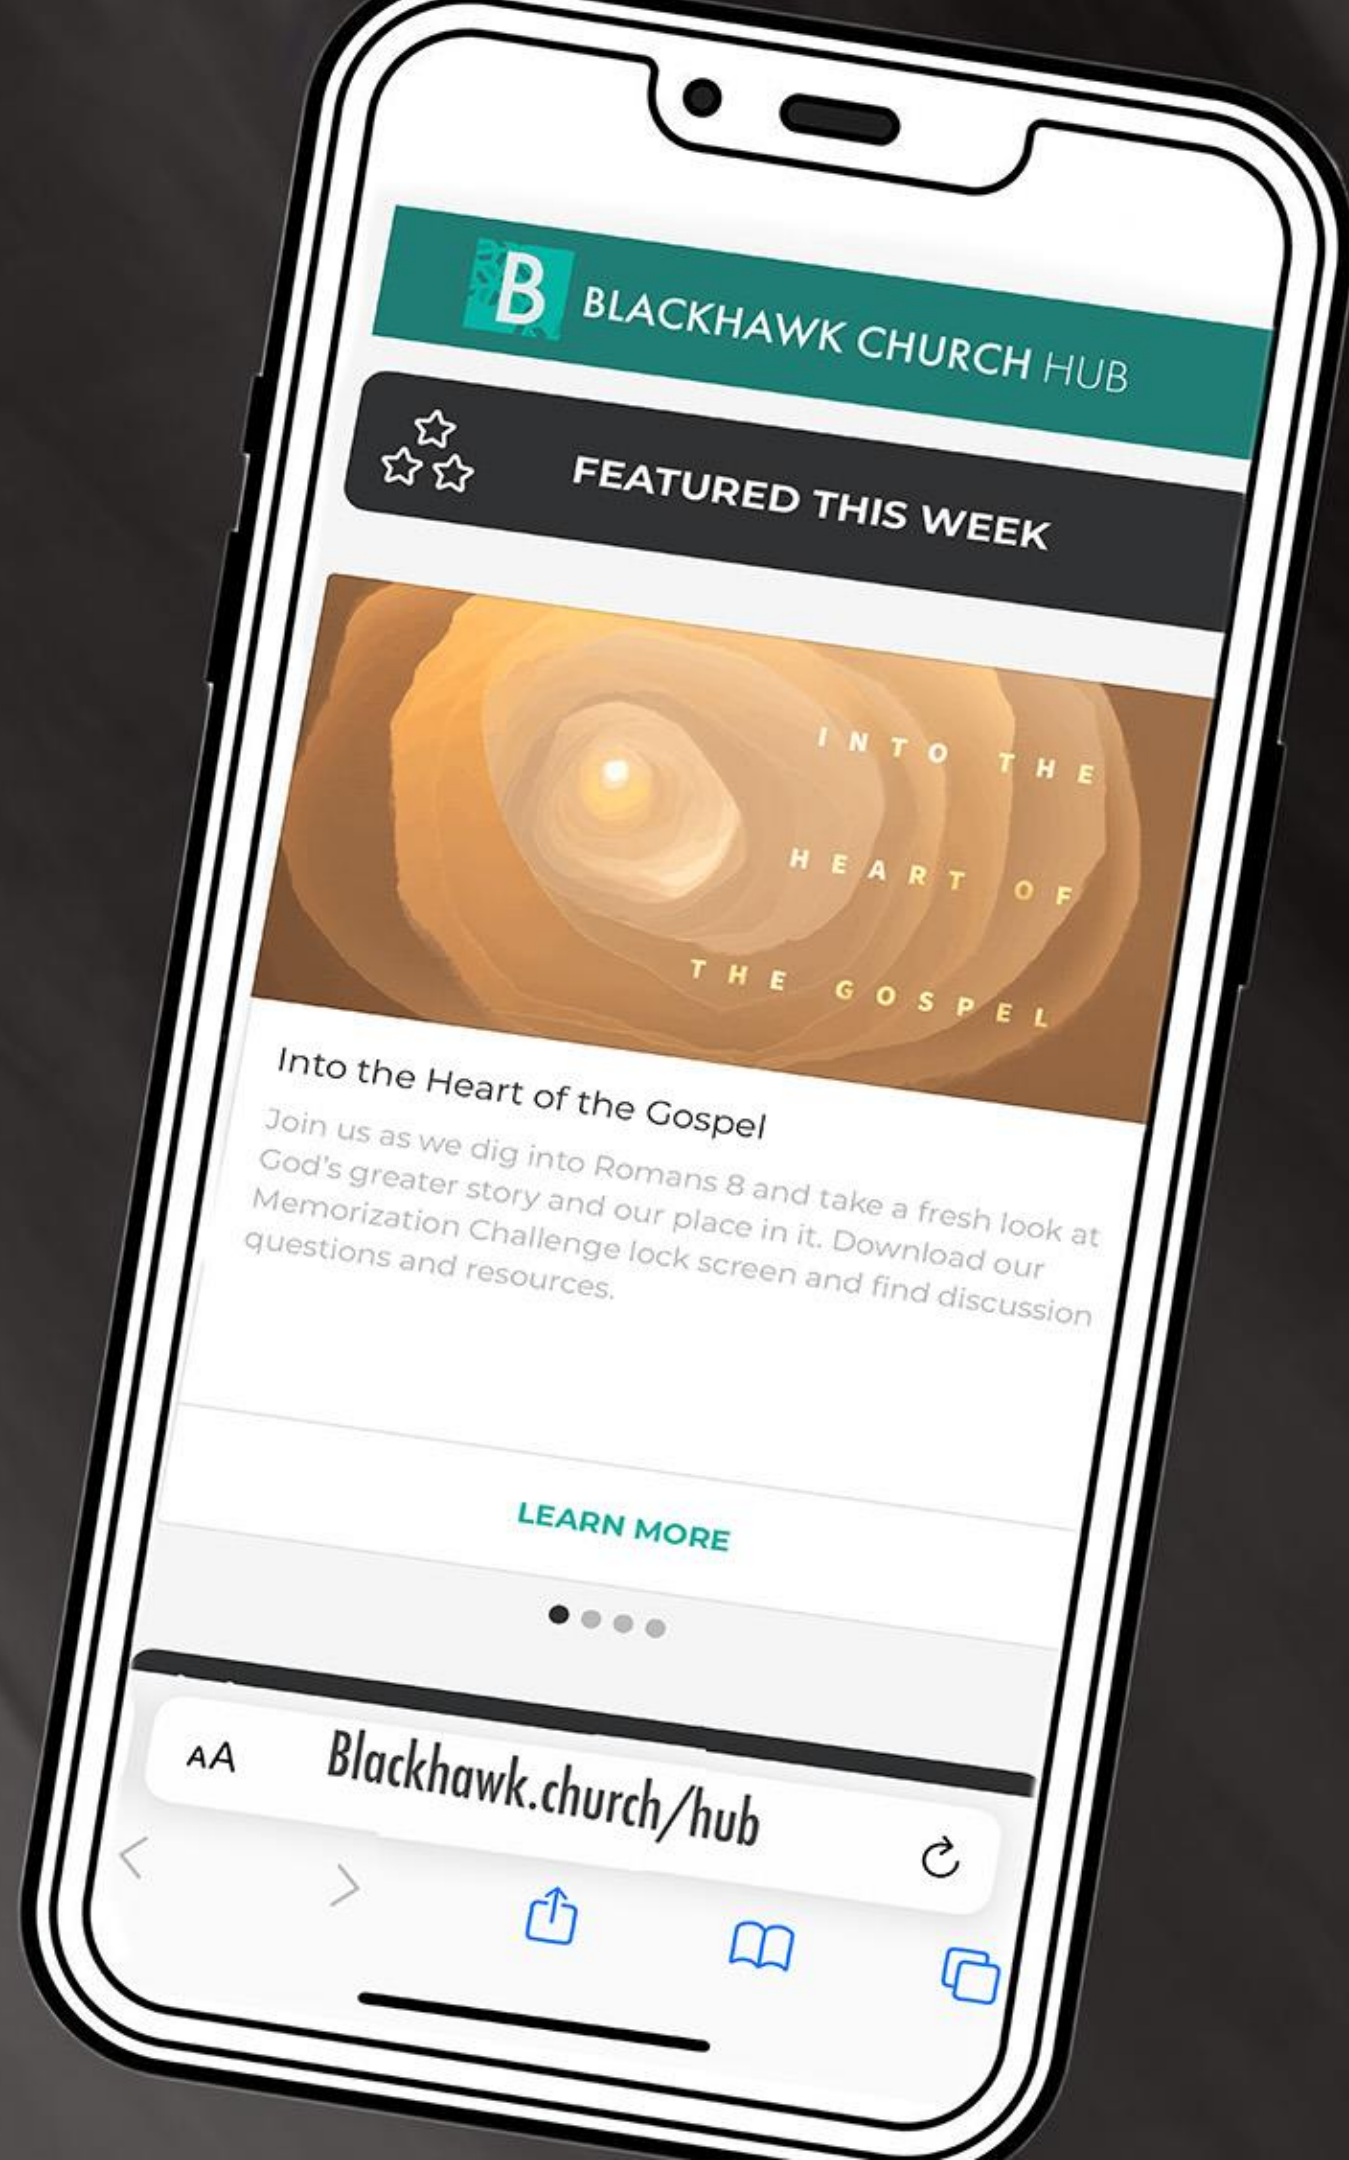 B BLACKHAWK CHURCH HUB
FEATURED THIS WEEK
INTO THE
HEART OF
THE GOSPEL
Into the Heart of the Gospel
Join us as we dig into Romans 8 and take a fresh look at
God's greater story and our place in it. Download our
Memorization Challenge lock screen and find discussion
questions and resources.
LEARN MORE
AA Blackhawk.church/hub